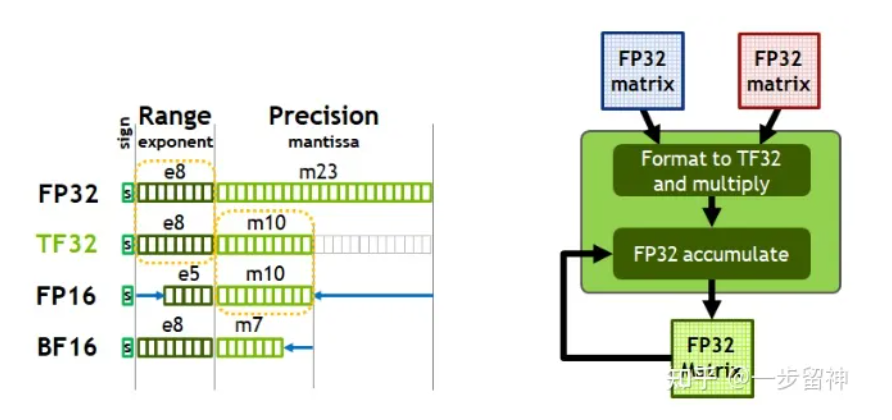 sign
Range
exponent
Precision
mantissa
FP32
s
e8
m23
TF32
s
e8
m10
FP16
s
e5
m10
BF16
s
e8
m7
FP32
matrix
FP32
matrix
Format to TF32
and multiply
FP32 accumulate
FP32
Matrix
知乎 @一步留神